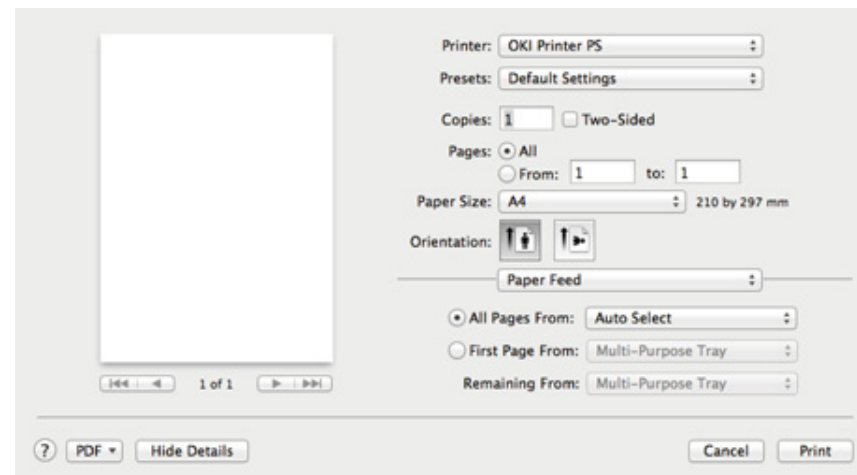 Printer: OKI Printer PS
Presets: Default Settings
Copies: 1 Two-Sided
Pages: All
From: 1 to: 1
Paper Size: A4 210 by 297 mm
Orientation:
Paper Feed
All Pages From: Auto Select
First Page From: Multi-Purpose Tray
Remaining From: Multi-Purpose Tray
1 of 1
? PDF Hide Details Cancel Print